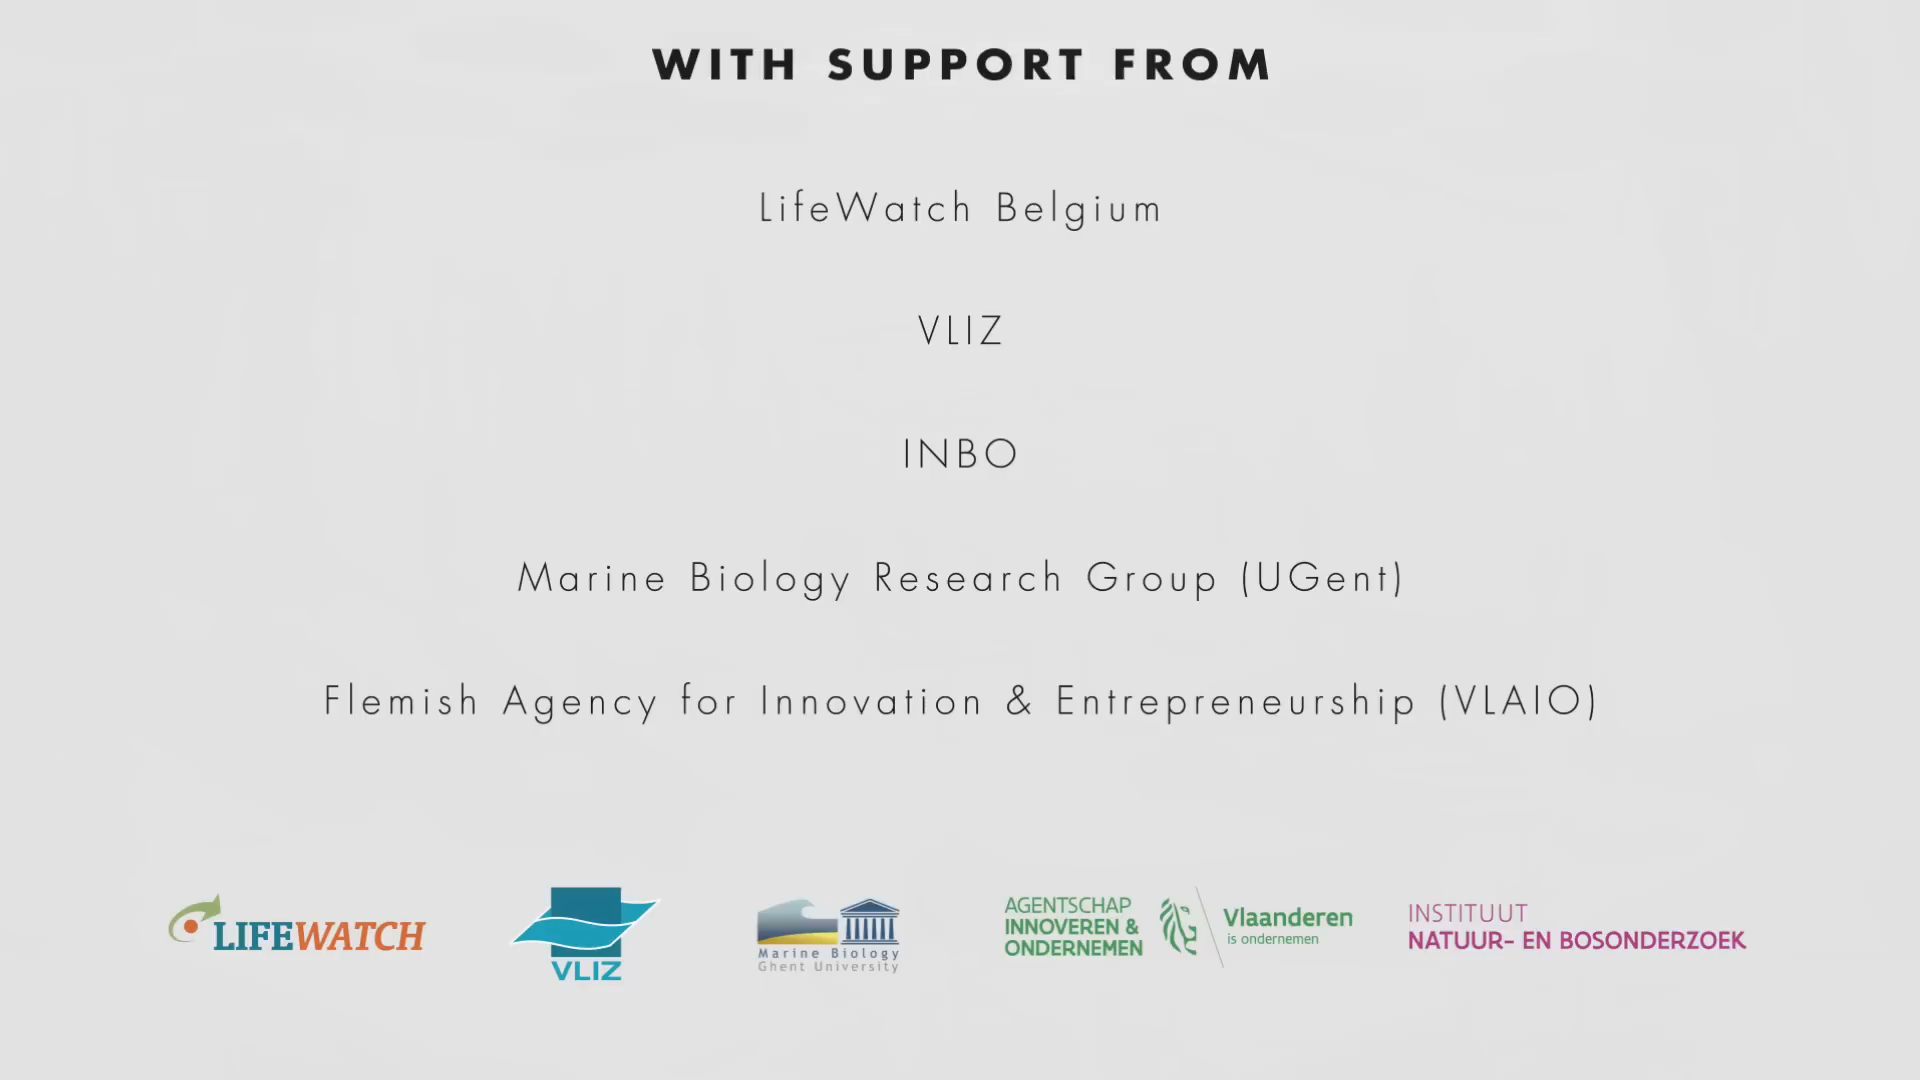 WITH SUPPORT FROM
LifeWatch Belgium
VLIZ
INBO
Marine Biology Research Group (UGent)
Flemish Agency for Innovation & Entrepreneurship (VLAIO)
LIFEWATCH
VLIZ
Marine Biology
Ghent University
AGENTSCHAP
INNOVEREN &
ONDERNEMEN
Vlaanderen
is ondernemen
INSTITUUT
NATUUR- EN BOSONDERZOEK